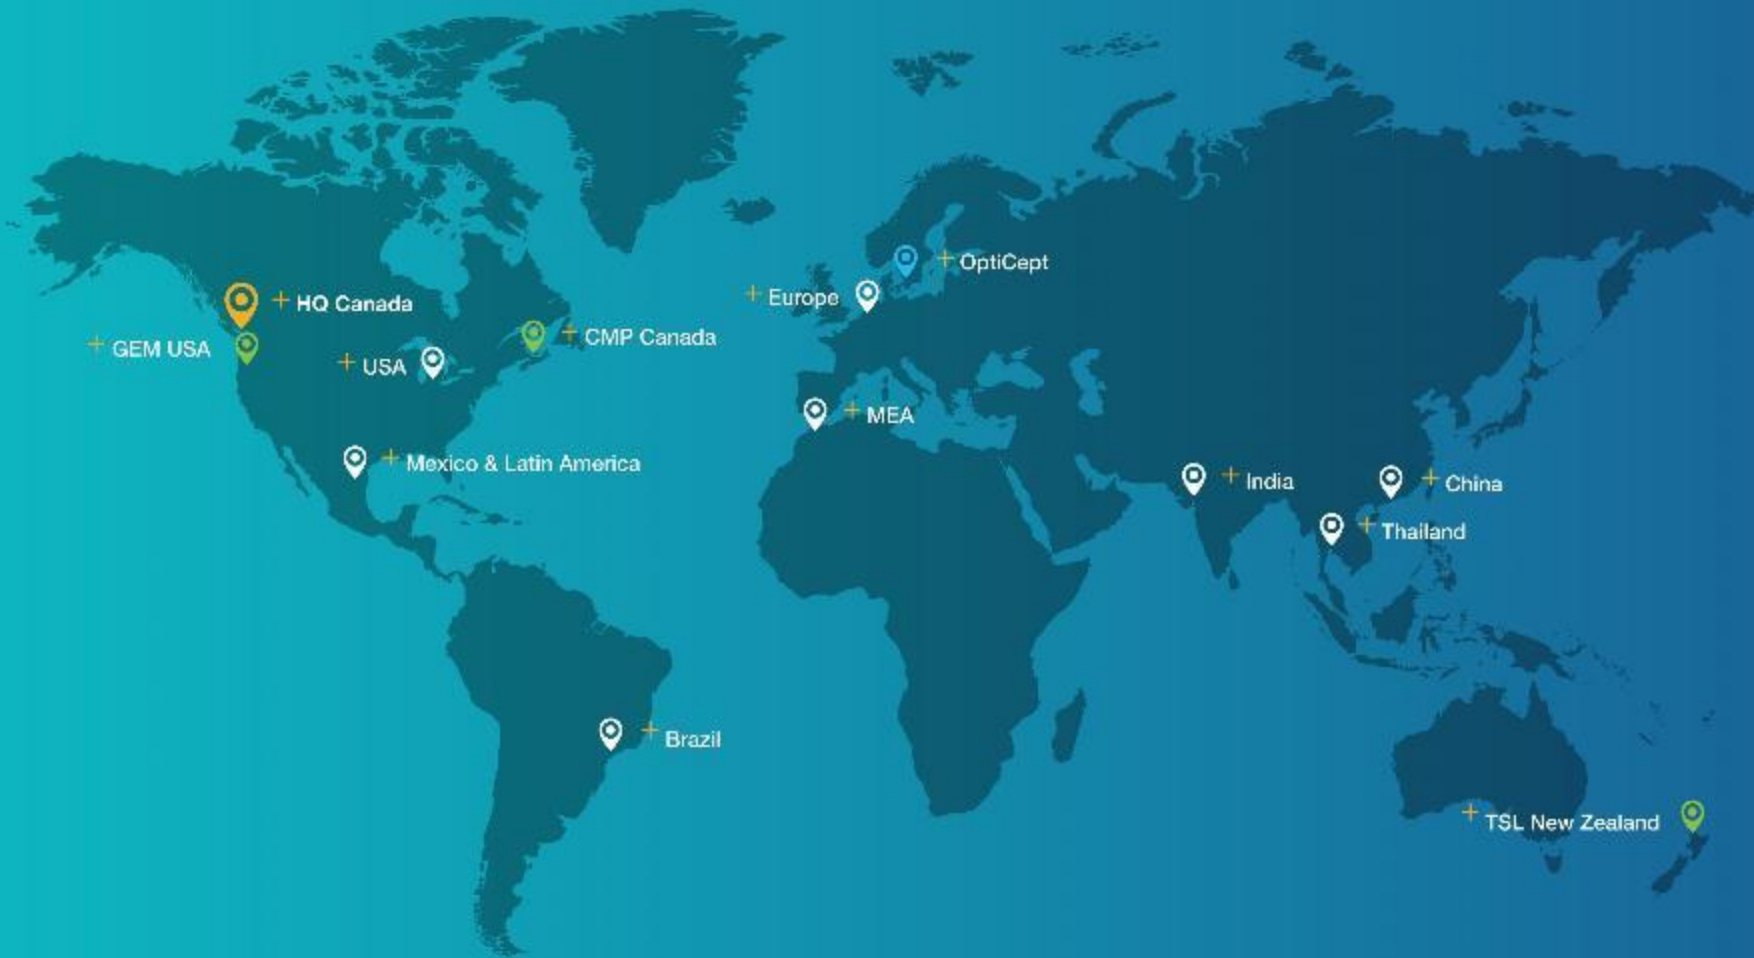 OptiCept
Europe
HQ Canada
CMP Canada
GEM USA
USA
MEA
Mexico & Latin America
India
China
Thailand
Brazil
TSL New Zealand